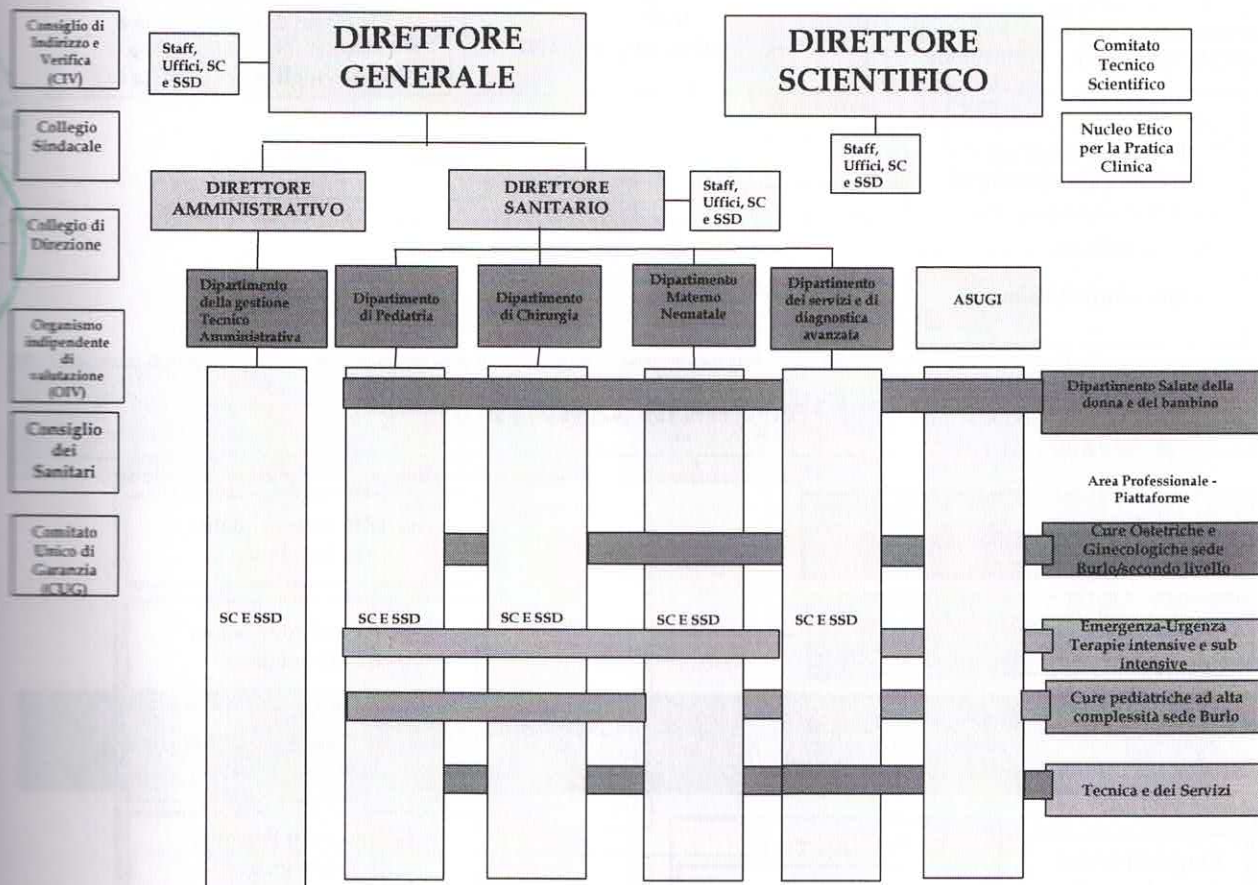 Consiglio di
Indirizzo e
Verifica
(CIV)
Staff,
Uffici, SC
e SSD
DIRETTORE
GENERALE
DIRETTORE
SCIENTIFICO
Comitato
Tecnico
Scientifico
Collegio
Sindacale
Staff,
Uffici, SC
e SSD
Nucleo Etico
per la Pratica
Clinica
DIRETTORE
AMMINISTRATIVO
DIRETTORE
SANITARIO
Staff,
Uffici, SC
e SSD
Collegio di
Direzione
Dipartimento
della gestione
Tecnico
Amministrativa
Dipartimento
di Pediatria
Dipartimento
di Chirurgia
Dipartimento
Materno
Neonatale
Dipartimento
dei servizi e di
diagnostica
avanzata
ASUGI
Organismo
indipendente
di
valutazione
(OIV)
Dipartimento Salute della
donna e del bambino
Consiglio
dei
Sanitari
Area Professionale -
Piattaforme
Comitato
Unico di
Garanzia
(CUG)
Cure Ostetriche e
Ginecologiche sede
Burlo/secondo livello
SC E SSD
SC E SSD
SC E SSD
SC E SSD
SC E SSD
Emergenza-Urgenza
Terapie intensive e sub
intensive
Cure pediatriche ad alta
complessità sede Burlo
Tecnica e dei Servizi